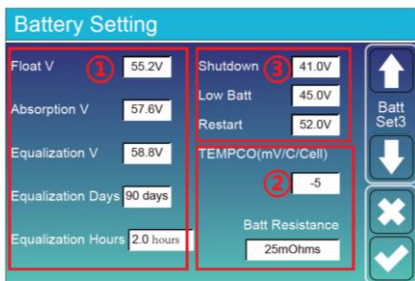 Battery Setting
Float V 55.2V
①
Absorption V 57.6V
Equalization V 58.8V
Equalization Days 90 days
Equalization Hours 2.0 hours
Shutdown 41.0V
③
Low Batt 45.0V
Restart 52.0V
TEMPCO(mV/C/Cell)
② -5
Batt Resistance
25mOhms
Batt
Set3